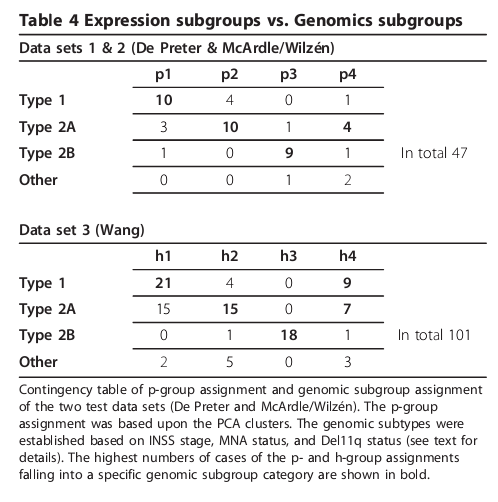 Table 4 Expression subgroups vs. Genomics subgroups
Data sets 1 & 2 (De Preter & McArdle/Wilzén)
p1 p2 p3 p4
Type 1 10 4 0 1
Type 2A 3 10 1 4
Type 2B 1 0 9 1 In total 47
Other 0 0 1 2
Data set 3 (Wang)
h1 h2 h3 h4
Type 1 21 4 0 9
Type 2A 15 15 0 7
Type 2B 0 1 18 1 In total 101
Other 2 5 0 3
Contingency table of p-group assignment and genomic subgroup assignment
of the two test data sets (De Preter and McArdle/Wilzén). The p-group
assignment was based upon the PCA clusters. The genomic subtypes were
established based on INSS stage, MNA status, and Del11q status (see text for
details). The highest numbers of cases of the p- and h-group assignments
falling into a specific genomic subgroup category are shown in bold.